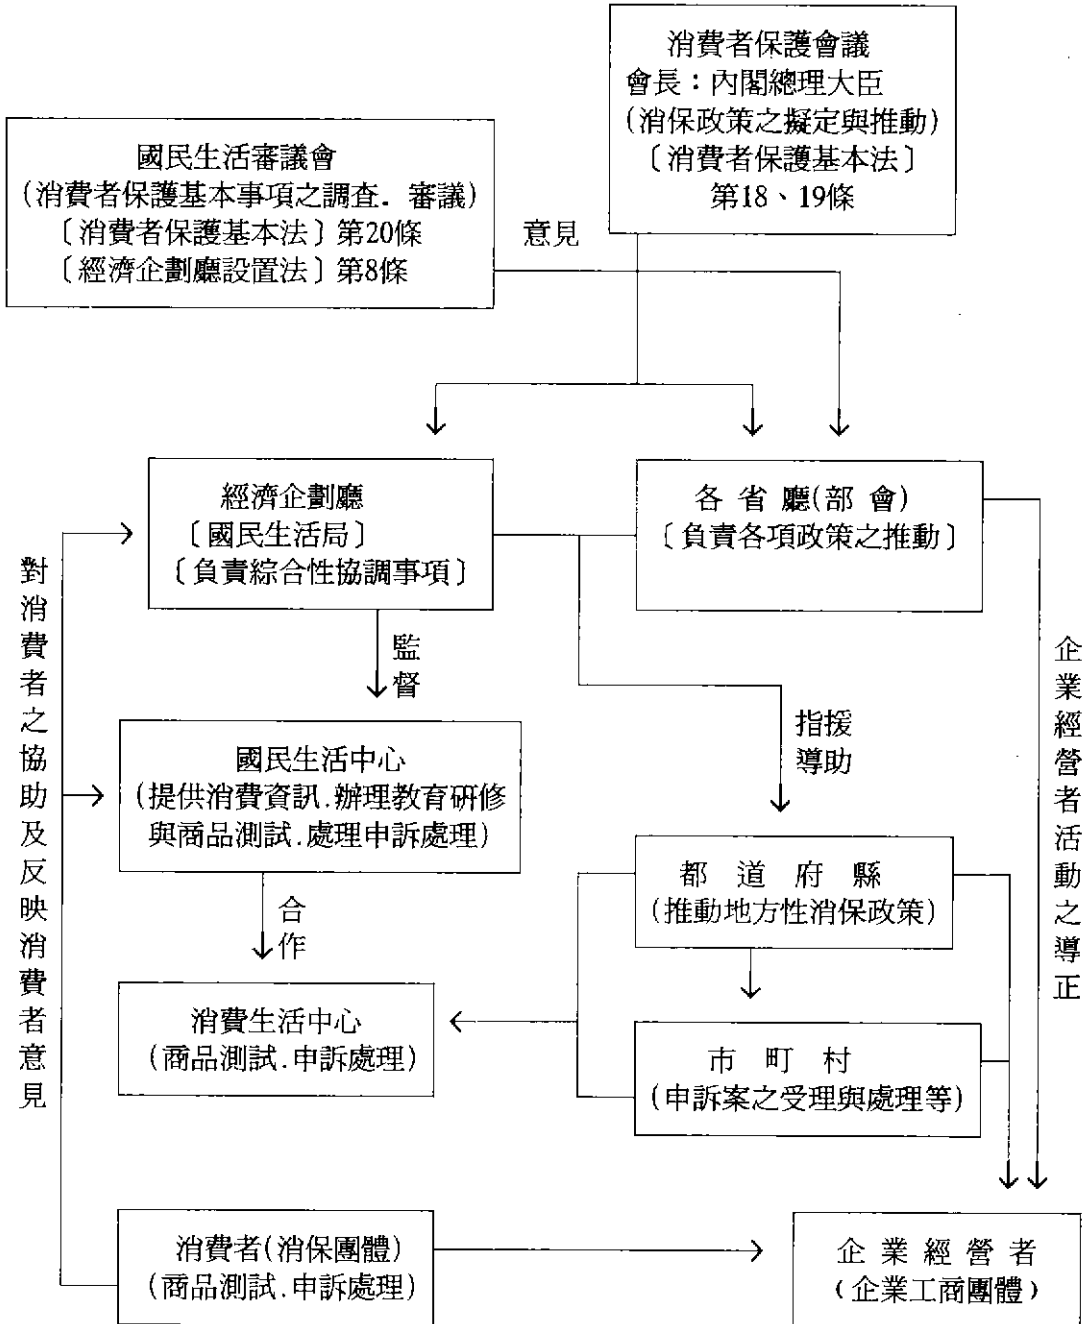 消費者保護會議
會長：內閣總理大臣
(消保政策之擬定與推動)
〔消費者保護基本法〕
第18、19條
國民生活審議會
(消費者保護基本事項之調查．審議)
〔消費者保護基本法〕第20條
〔經濟企劃廳設置法〕第8條
意見
經濟企劃廳
〔國民生活局〕
〔負責綜合性協調事項〕
各省廳(部會)
〔負責各項政策之推動〕
對消費者之協助及反映消費者意見
監督
企業經營者活動之導正
指導
援助
國民生活中心
(提供消費資訊.辦理教育研修
與商品測試.處理申訴處理)
都道府縣
(推動地方性消保政策)
合作
消費生活中心
(商品測試.申訴處理)
市町村
(申訴案之受理與處理等)
消費者(消保團體)
(商品測試.申訴處理)
企業經營者
(企業工商團體)